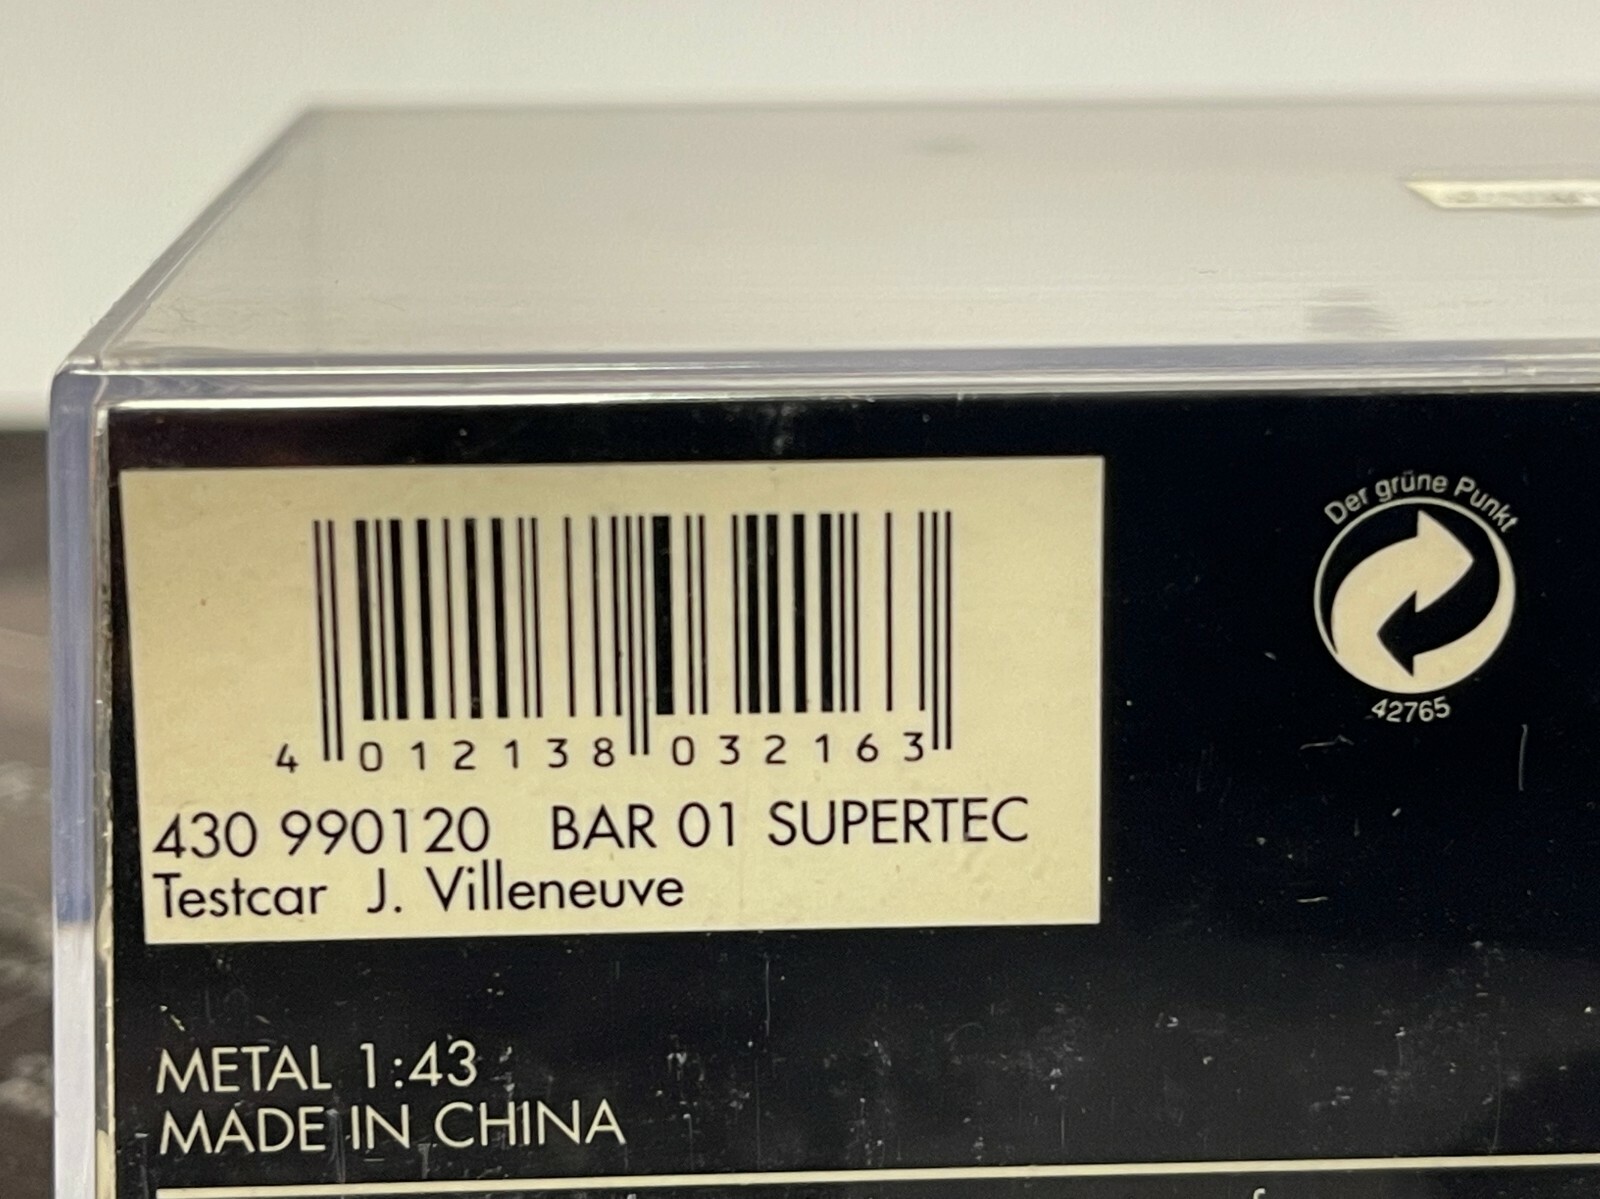 Der grüne Punkt
42765
4 012138 032163
430 990120 BAR 01 SUPERTEC
Testcar J. Villeneuve
METAL 1:43
MADE IN CHINA